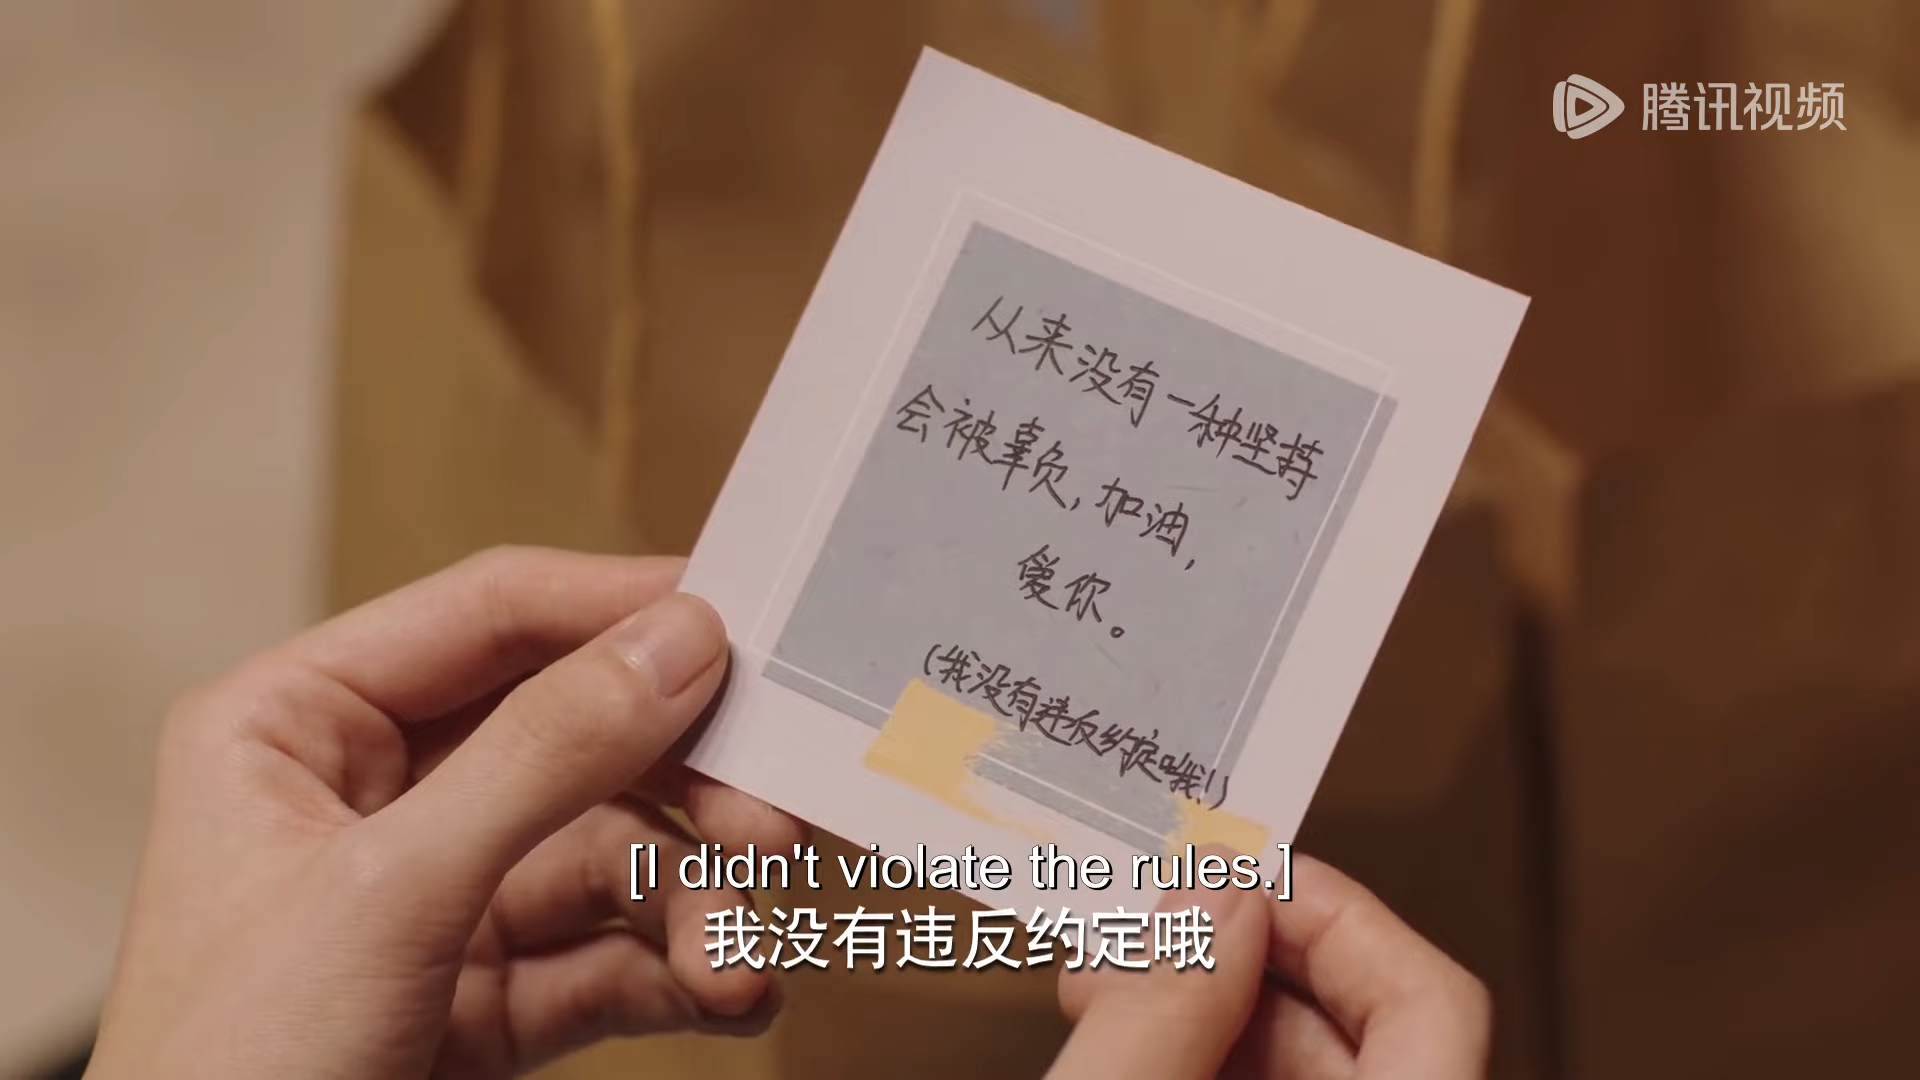 腾讯视频
从来没有一种坚持
会被辜负,加油,
爱你。
(我没有违反约定哦!)
[I didn't violate the rules.]
我没有违反约定哦